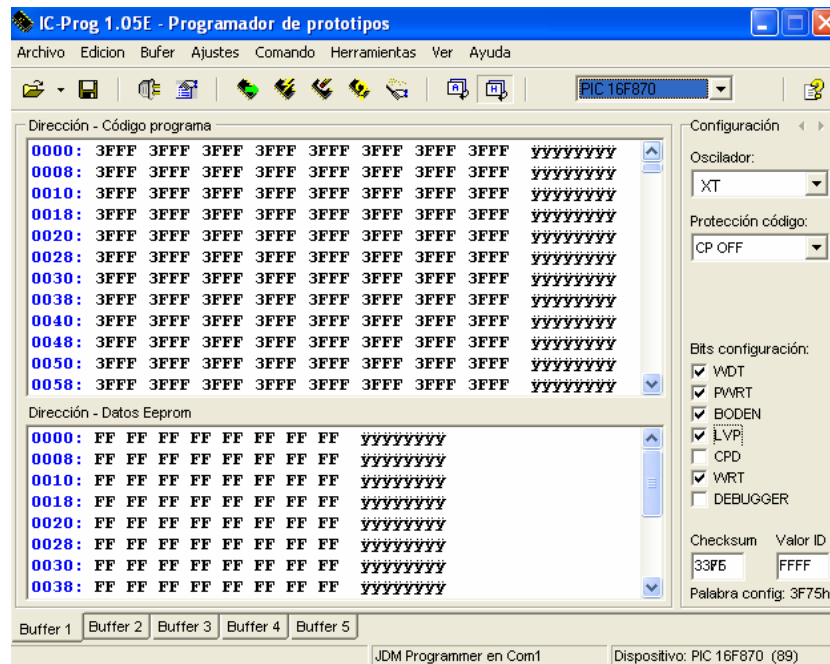 IC-Prog 1.05E - Programador de prototipos
Archivo Edicion Bufer Ajustes Comando Herramientas Ver Ayuda
PIC 16F870
Dirección - Código programa
0000: 3FFF 3FFF 3FFF 3FFF 3FFF 3FFF 3FFF 3FFF ÿÿÿÿÿÿÿÿ
0008: 3FFF 3FFF 3FFF 3FFF 3FFF 3FFF 3FFF 3FFF ÿÿÿÿÿÿÿÿ
0010: 3FFF 3FFF 3FFF 3FFF 3FFF 3FFF 3FFF 3FFF ÿÿÿÿÿÿÿÿ
0018: 3FFF 3FFF 3FFF 3FFF 3FFF 3FFF 3FFF 3FFF ÿÿÿÿÿÿÿÿ
0020: 3FFF 3FFF 3FFF 3FFF 3FFF 3FFF 3FFF 3FFF ÿÿÿÿÿÿÿÿ
0028: 3FFF 3FFF 3FFF 3FFF 3FFF 3FFF 3FFF 3FFF ÿÿÿÿÿÿÿÿ
0030: 3FFF 3FFF 3FFF 3FFF 3FFF 3FFF 3FFF 3FFF ÿÿÿÿÿÿÿÿ
0038: 3FFF 3FFF 3FFF 3FFF 3FFF 3FFF 3FFF 3FFF ÿÿÿÿÿÿÿÿ
0040: 3FFF 3FFF 3FFF 3FFF 3FFF 3FFF 3FFF 3FFF ÿÿÿÿÿÿÿÿ
0048: 3FFF 3FFF 3FFF 3FFF 3FFF 3FFF 3FFF 3FFF ÿÿÿÿÿÿÿÿ
0050: 3FFF 3FFF 3FFF 3FFF 3FFF 3FFF 3FFF 3FFF ÿÿÿÿÿÿÿÿ
0058: 3FFF 3FFF 3FFF 3FFF 3FFF 3FFF 3FFF 3FFF ÿÿÿÿÿÿÿÿ
Dirección - Datos Eeprom
0000: FF FF FF FF FF FF FF FF ÿÿÿÿÿÿÿÿ
0008: FF FF FF FF FF FF FF FF ÿÿÿÿÿÿÿÿ
0010: FF FF FF FF FF FF FF FF ÿÿÿÿÿÿÿÿ
0018: FF FF FF FF FF FF FF FF ÿÿÿÿÿÿÿÿ
0020: FF FF FF FF FF FF FF FF ÿÿÿÿÿÿÿÿ
0028: FF FF FF FF FF FF FF FF ÿÿÿÿÿÿÿÿ
0030: FF FF FF FF FF FF FF FF ÿÿÿÿÿÿÿÿ
0038: FF FF FF FF FF FF FF FF ÿÿÿÿÿÿÿÿ
Configuración
Oscilador:
XT
Protección código:
CP OFF
Bits configuración:
WDT
PWRT
BODEN
LVP
CPD
WRT
DEBUGGER
Checksum Valor ID
FFFF
Palabra config: 3F75h
Buffer 1 Buffer 2 Buffer 3 Buffer 4 Buffer 5
JDM Programmer en Com1 Dispositivo: PIC 16F870 (89)